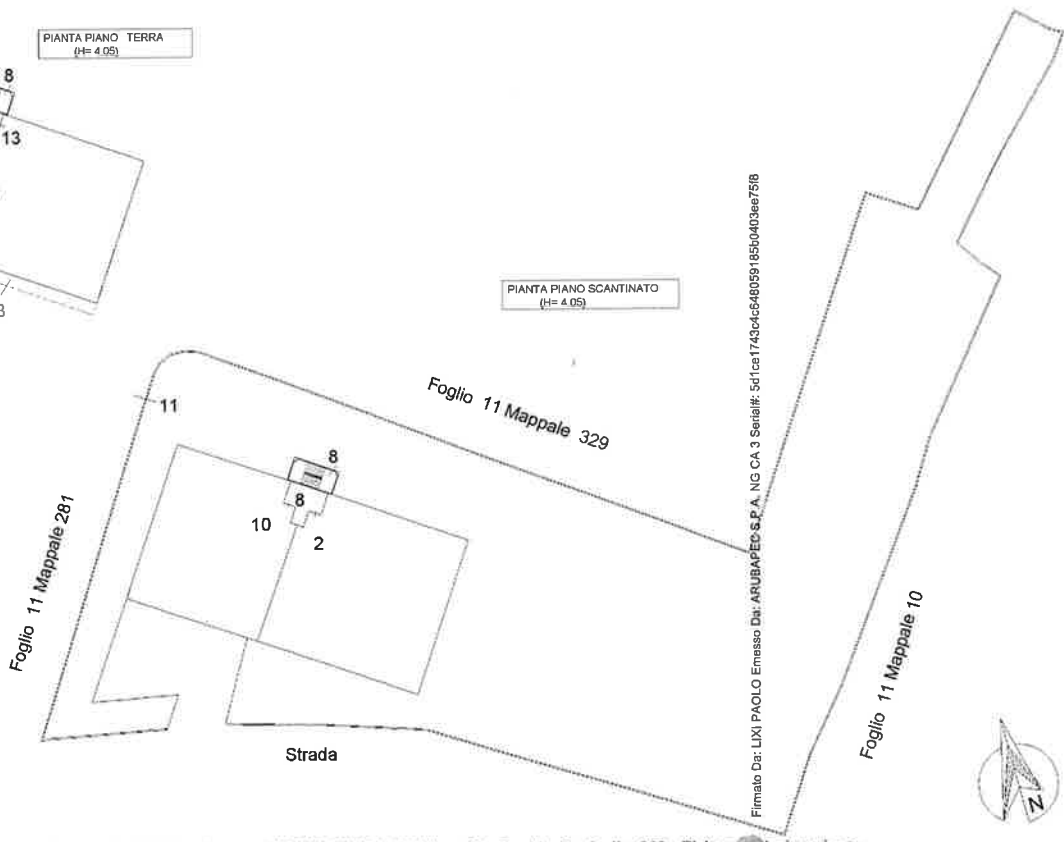 PIANTA PIANO TERRA
(H= 4.05)
8
13
PIANTA PIANO SCANTINATO
(H= 4.05)
Foglio 11 Mappale 329
11
8
8
10
2
Foglio 11 Mappale 281
Strada
Firmato Da: LIXI PAOLO Emesso Da: ARUBAPEC S.P.A. NG CA 3 Serial#: 5d1ce1743c4c648059185b0403ee75f8
Foglio 11 Mappale 10
N